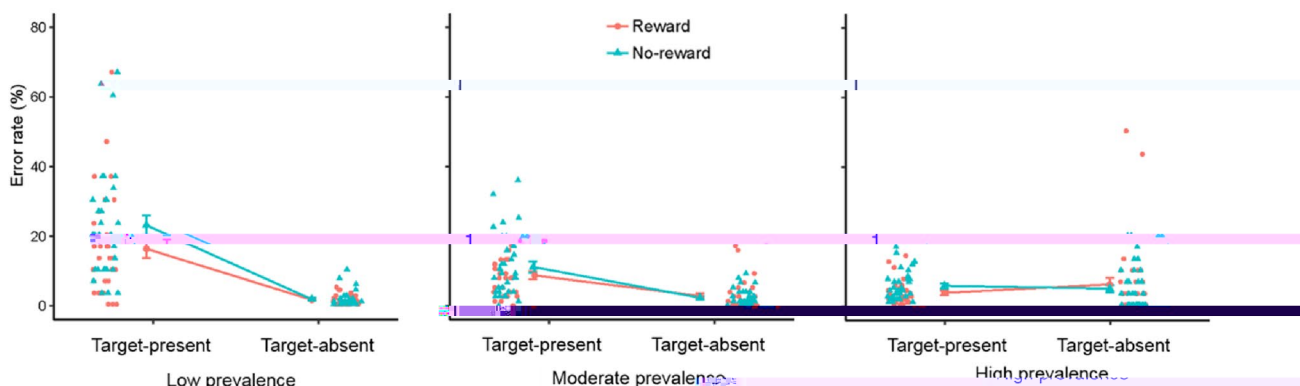 80
60
40
20
0
Error rate (%)
Reward
No-reward
Target-present Target-absent Target-present Target-absent Target-present Target-absent
Low prevalence Moderate prevalence High prevalence